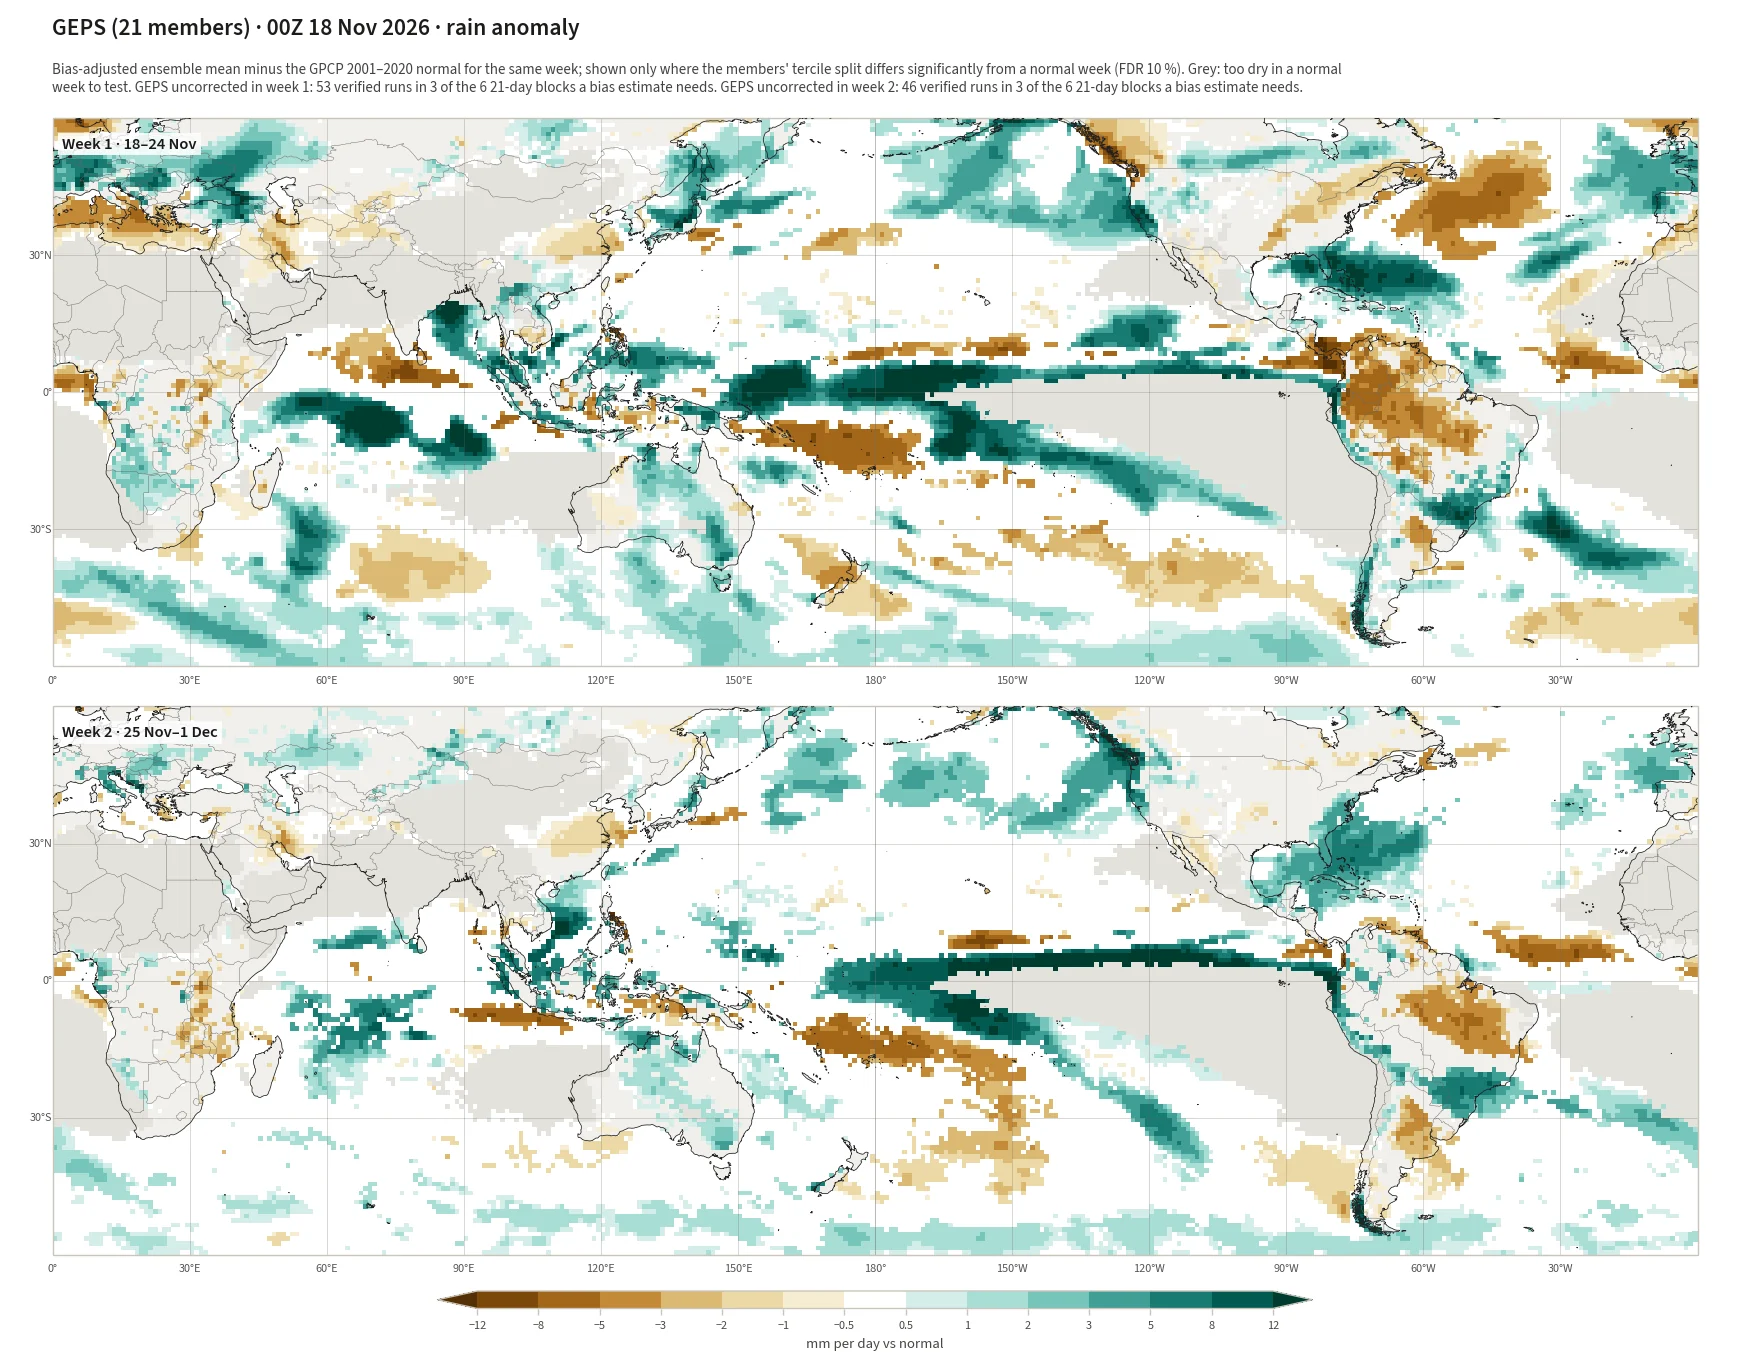 GEPS (21 members) · 00Z 18 Nov 2026 · rain anomaly
Bias-adjusted ensemble mean minus the GPCP 2001–2020 normal for the same week; shown only where the members' tercile split differs significantly from a normal week (FDR 10 %). Grey: too dry in a normal
week to test. GEPS uncorrected in week 1: 53 verified runs in 3 of the 6 21-day blocks a bias estimate needs. GEPS uncorrected in week 2: 46 verified runs in 3 of the 6 21-day blocks a bias estimate needs.
Week 1 · 18–24 Nov
30°N
0°
30°S
0° 30°E 60°E 90°E 120°E 150°E 180° 150°W 120°W 90°W 60°W 30°W
Week 2 · 25 Nov–1 Dec
30°N
0°
30°S
0° 30°E 60°E 90°E 120°E 150°E 180° 150°W 120°W 90°W 60°W 30°W
−12 −8 −5 −3 −2 −1 −0.5 0.5 1 2 3 5 8 12
mm per day vs normal